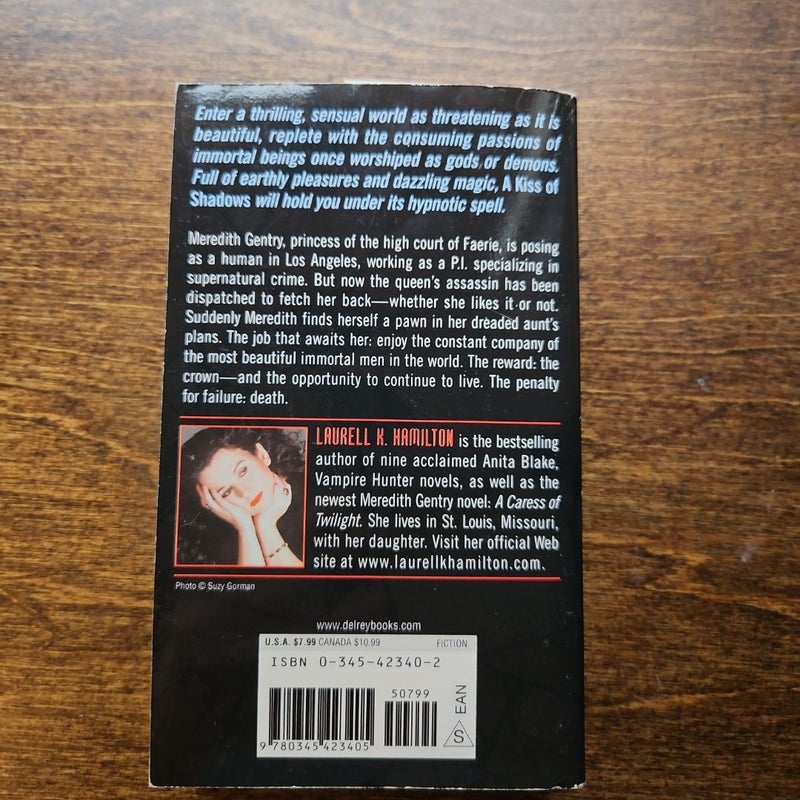 Enter a thrilling, sensual world as threatening as it is
beautiful, replete with the consuming passions of
immortal beings once worshiped as gods or demons.
Full of earthly pleasures and dazzling magic, A Kiss of
Shadows will hold you under its hypnotic spell.
Meredith Gentry, princess of the high court of Faerie, is posing
as a human in Los Angeles, working as a P.I. specializing in
supernatural crime. But now the queen's assassin has been
dispatched to fetch her back—whether she likes it or not.
Suddenly Meredith finds herself a pawn in her dreaded aunt's
plans. The job that awaits her: enjoy the constant company of
the most beautiful immortal men in the world. The reward: the
crown—and the opportunity to continue to live. The penalty
for failure: death.
LAURELL K. HAMILTON is the bestselling
author of nine acclaimed Anita Blake,
Vampire Hunter novels, as well as the
newest Meredith Gentry novel: A Caress of
Twilight. She lives in St. Louis, Missouri,
with her daughter. Visit her official Web
site at www.laurellkhamilton.com.
Photo © Suzy Gorman
www.delreybooks.com
U.S.A. $7.99 CANADA $10.99 FICTION
ISBN 0-345-42340-2
50799
EAN
S
9 780345 423405